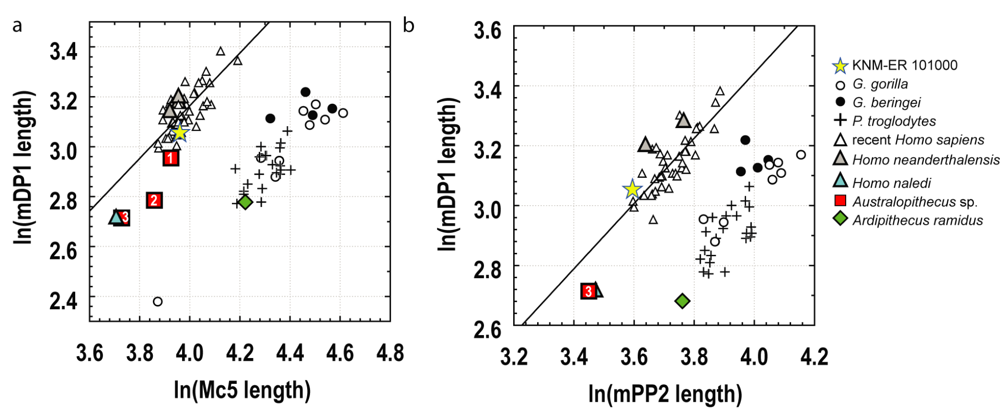 a
ln(mDP1 length)
3.4
3.2
3.0
2.8
2.6
2.4
1
2
3
3.6 3.8 4.0 4.2 4.4 4.6 4.8
ln(Mc5 length)
b
ln(mDP1 length)
3.6
3.4
3.2
3.0
2.8
2.6
3
3.2 3.4 3.6 3.8 4.0 4.2
ln(mPP2 length)
KNM-ER 101000
G. gorilla
G. beringei
P. troglodytes
recent Homo sapiens
Homo neanderthalensis
Homo naledi
Australopithecus sp.
Ardipithecus ramidus